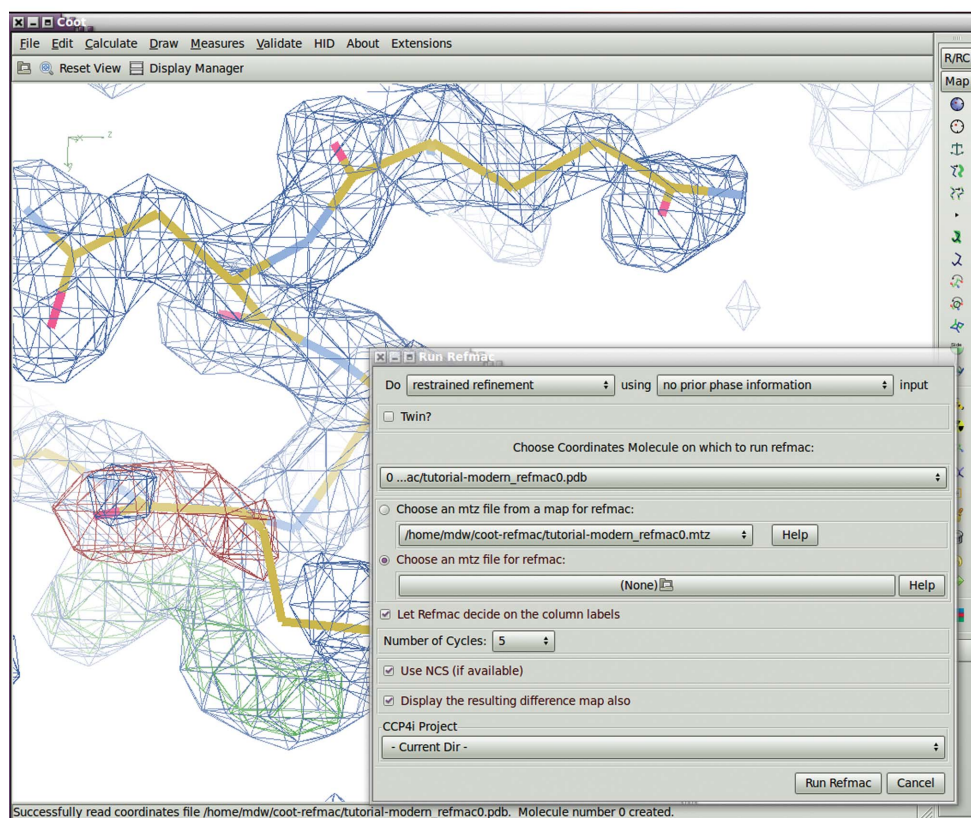 Coot
File Edit Calculate Draw Measures Validate HID About Extensions
Reset View Display Manager
R/RC
Map
z
Run Refmac
Do restrained refinement using no prior phase information input
Twin?
Choose Coordinates Molecule on which to run refmac:
0 ...ac/tutorial-modern_refmac0.pdb
Choose an mtz file from a map for refmac:
/home/mdw/coot-refmac/tutorial-modern_refmac0.mtz Help
Choose an mtz file for refmac:
(None) Help
Let Refmac decide on the column labels
Number of Cycles: 5
Use NCS (if available)
Display the resulting difference map also
CCP4i Project
- Current Dir -
Run Refmac Cancel
Successfully read coordinates file /home/mdw/coot-refmac/tutorial-modern_refmac0.pdb. Molecule number 0 created.